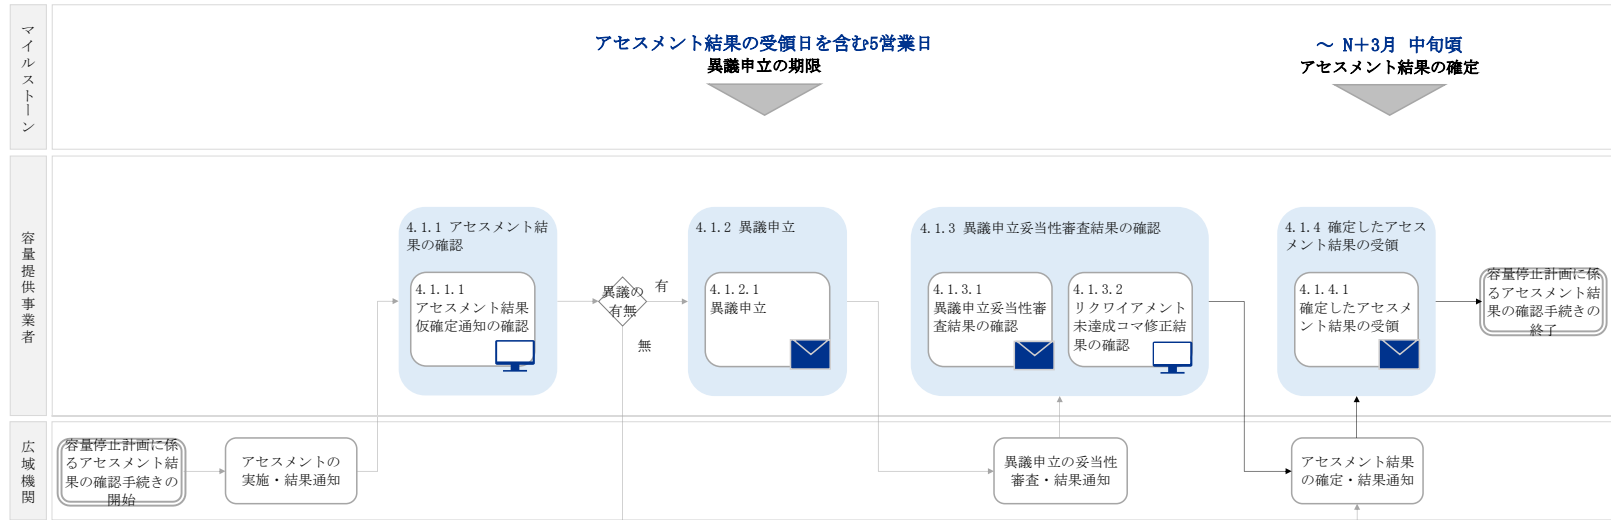 マイルストーン
アセスメント結果の受領日を含む5営業日
異議申立の期限
～ N＋3月 中旬頃
アセスメント結果の確定
容量提供事業者
4.1.1 アセスメント結
果の確認
4.1.1.1
アセスメント結果
仮確定通知の確認
異議の
有無
有
無
4.1.2 異議申立
4.1.2.1
異議申立
4.1.3 異議申立妥当性審査結果の確認
4.1.3.1
異議申立妥当性審
査結果の確認
4.1.3.2
リクワイアメント
未達成コマ修正結
果の確認
4.1.4 確定したアセス
メント結果の受領
4.1.4.1
確定したアセスメ
ント結果の受領
容量停止計画に係
るアセスメント結
果の確認手続きの
終了
広域機関
容量停止計画に係
るアセスメント結
果の確認手続きの
開始
アセスメントの
実施・結果通知
異議申立の妥当性
審査・結果通知
アセスメント結果
の確定・結果通知